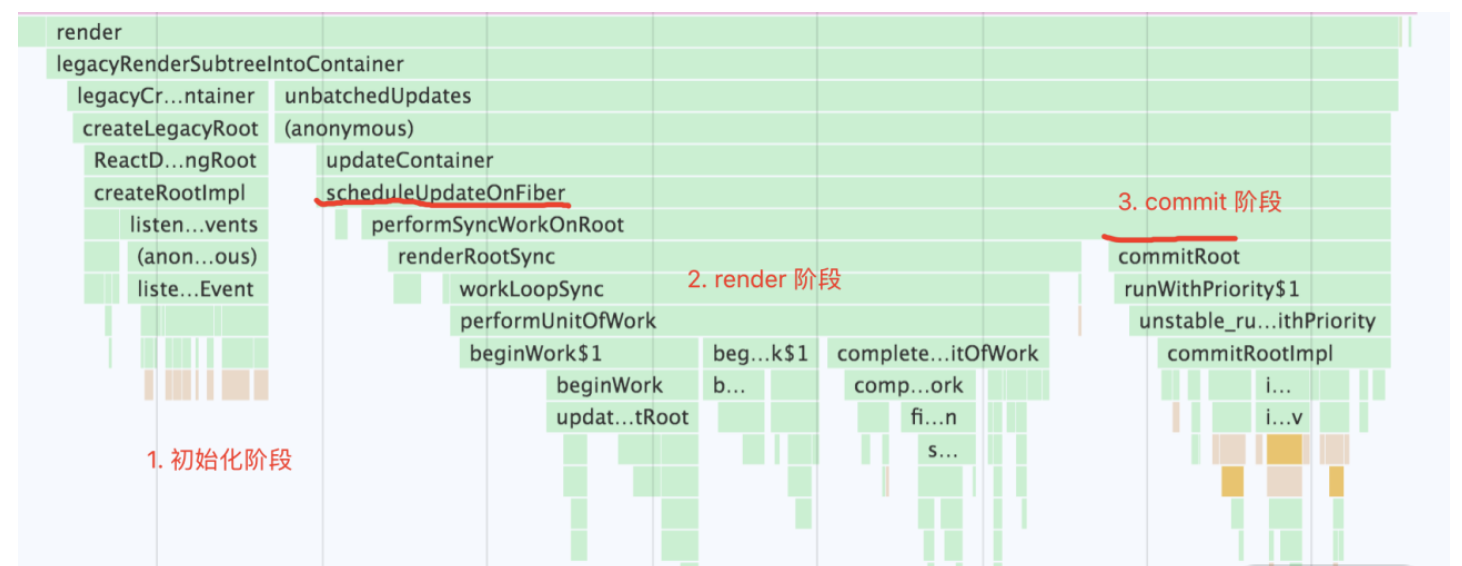 render
legacyRenderSubtreeIntoContainer
legacyCr...ntainer unbatchedUpdates
createLegacyRoot (anonymous)
ReactD...ngRoot updateContainer
createRootImpl scheduleUpdateOnFiber
3. commit 阶段
listen...vents performSyncWorkOnRoot
(anon...ous) renderRootSync commitRoot
2. render 阶段
liste...Event workLoopSync runWithPriority$1
performUnitOfWork unstable_ru...ithPriority
beginWork$1 beg...k$1 complete...itOfWork commitRootImpl
beginWork b... comp...ork i...
updat...tRoot fi...n i...v
1. 初始化阶段
s...